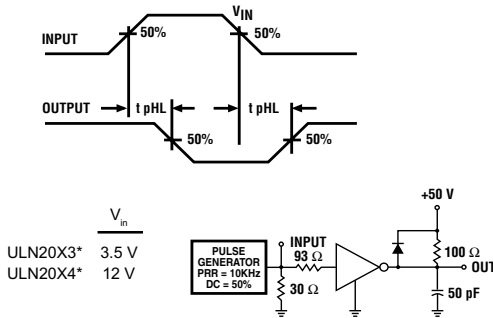 V_IN
INPUT
50%
50%
OUTPUT
t pHL
t pHL
50%
50%
V_in
ULN20X3* 3.5 V
ULN20X4* 12 V
PULSE
GENERATOR
PRR = 10KHz
DC = 50%
INPUT
93 Ω
30 Ω
+50 V
100 Ω
OUT
50 pF